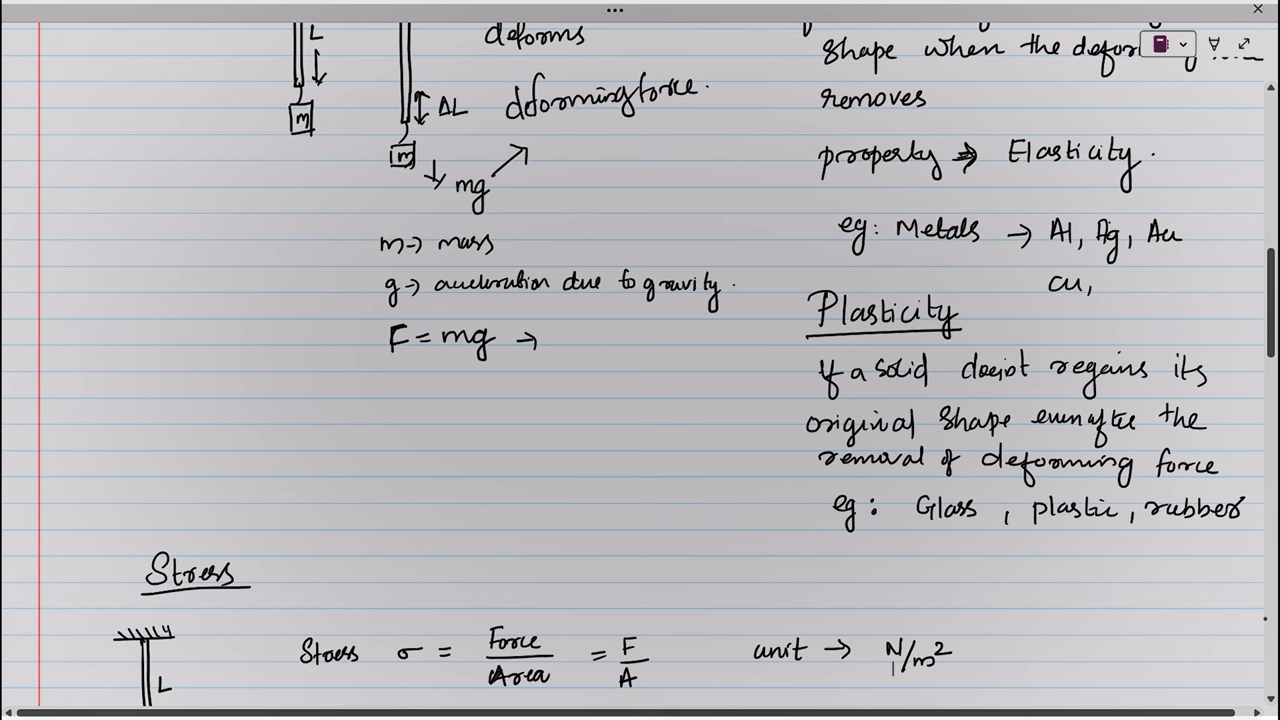 L
deforms
m
ΔL
deforming force.
m
mg
m → mass
g → acceleration due to gravity.
F = mg →
shape when the defor
removes
property → Elasticity.
eg: Metals → Al, Ag, Au
Cu,
Plasticity
If a solid doesnt regains its
original shape even after the
removal of deforming force
eg: Glass, plastic, rubber
Stress
L
Stress σ = Force/Area = F/A unit → N/m²